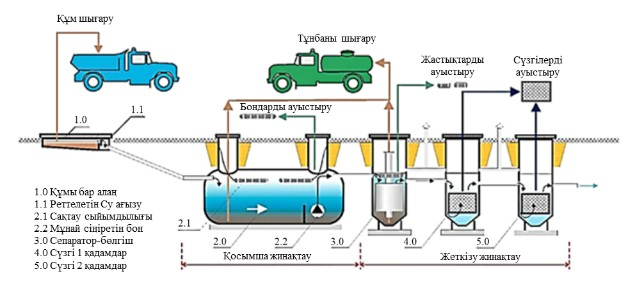 Құм шығару
Тұнбаны шығару
Жастықтарды
ауыстыру
Сүзгілерді
ауыстыру
Бондарды ауыстыру
1.0
1.1
1.0 Құмы бар алаң
1.1 Реттелетін Су ағызу
2.1 Сақтау сыйымдылығы
2.2 Мұнай сіңіретін бон
3.0 Сепаратор-бөлгіш
4.0 Сүзгі 1 қадамдар
5.0 Сүзгі 2 қадамдар
2.1
2.0
2.2
3.0
4.0
5.0
Қосымша жинақтау
Жеткізу жинақтау